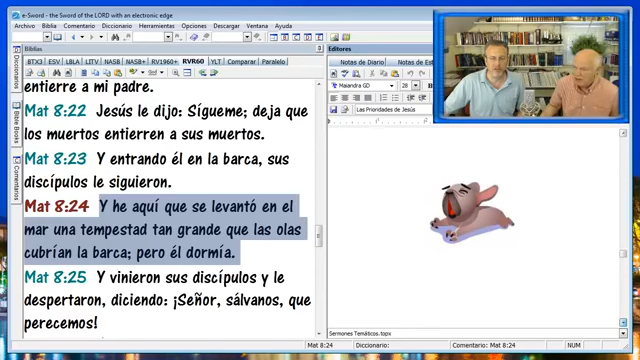 e-Sword - the Sword of the LORD with an electronic edge
Archivo Biblia Comentario Diccionario Editores Herramientas Opciones Descargar Ventana Ayuda
Biblias
Editores
BTX3 ESV LBLA LITV NASB NASB+ RV1960+ RVR60 YLT Comparar Paralelo
Notas de Diario
Notas de Est
Maiandra GD 28
Las Prioridades de Jesús
Diccionarios
Bible Books
Comentarios
entierre a mi padre.
Mat 8:22 Jesús le dijo: Sígueme; deja que
los muertos entierren a sus muertos.
Mat 8:23 Y entrando él en la barca, sus
discípulos le siguieron.
Mat 8:24 Y he aquí que se levantó en el
mar una tempestad tan grande que las olas
cubrían la barca; pero él dormía.
Mat 8:25 Y vinieron sus discípulos y le
despertaron, diciendo: ¡Señor, sálvanos, que
perecemos!
Sermones Temáticos.topx
Mat 8:24 Diccionario: Comentario: Mat 8:24 NUM